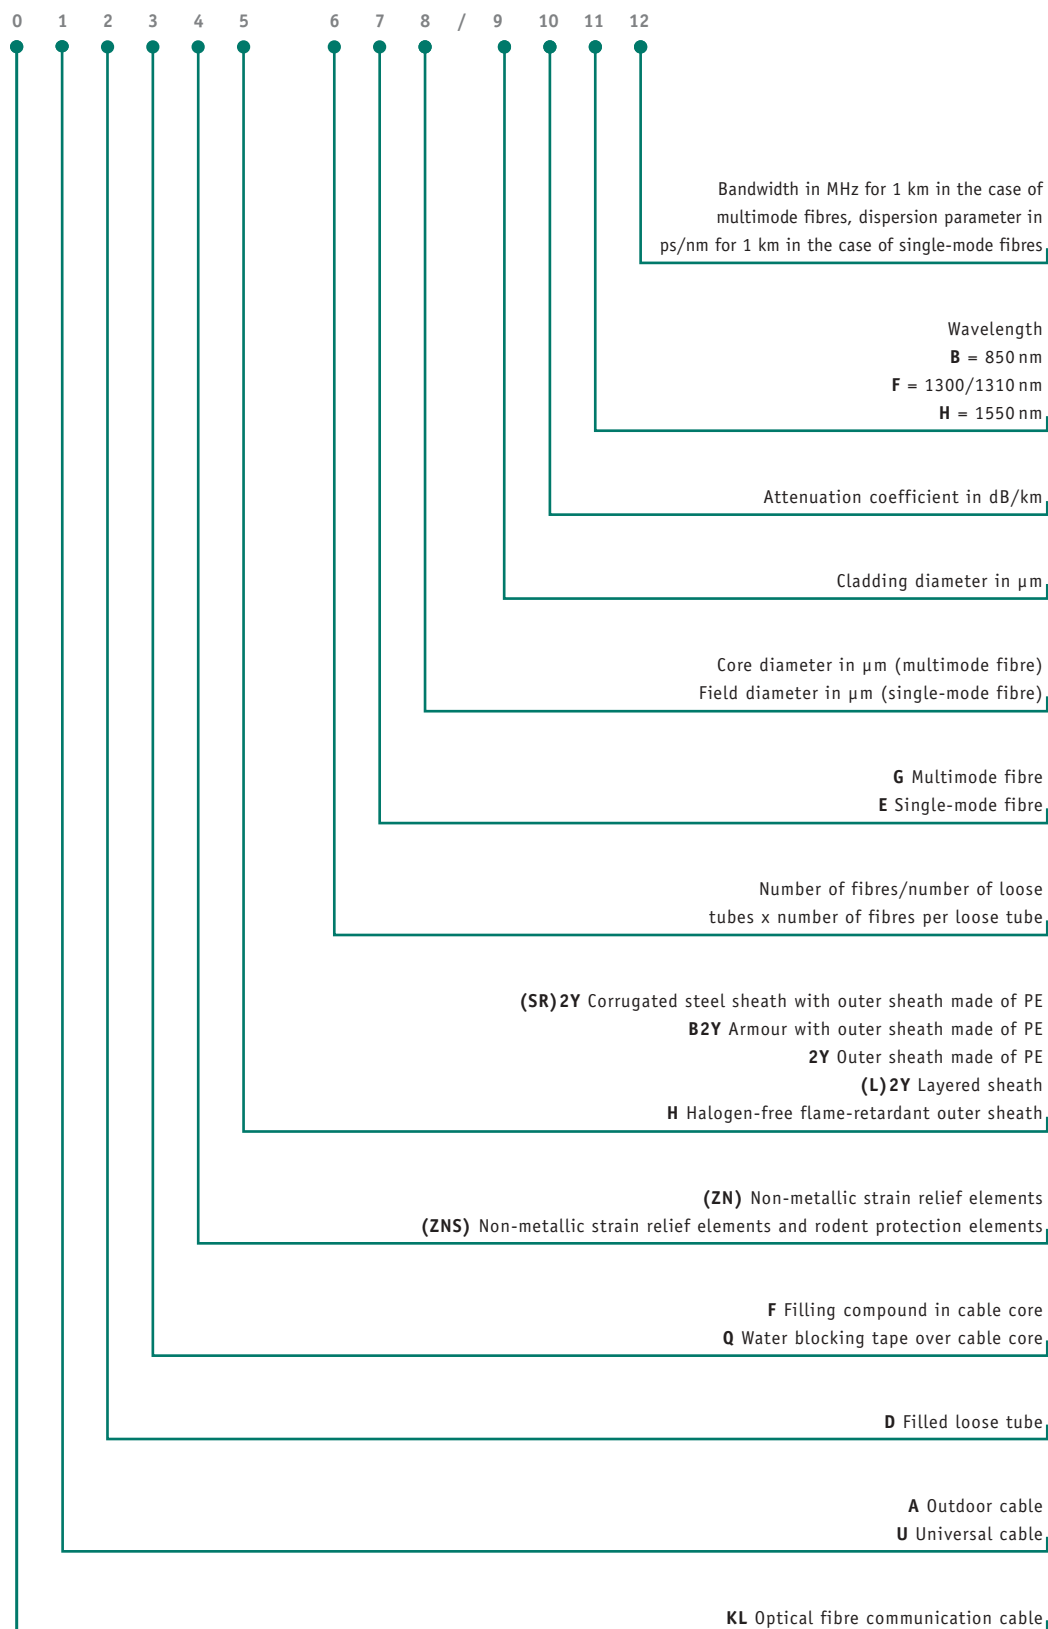 0 1 2 3 4 5 6 7 8 / 9 10 11 12
Bandwidth in MHz for 1 km in the case of
multimode fibres, dispersion parameter in
ps/nm for 1 km in the case of single-mode fibres
Wavelength
B = 850 nm
F = 1300/1310 nm
H = 1550 nm
Attenuation coefficient in dB/km
Cladding diameter in µm
Core diameter in µm (multimode fibre)
Field diameter in µm (single-mode fibre)
G Multimode fibre
E Single-mode fibre
Number of fibres/number of loose
tubes x number of fibres per loose tube
(SR)2Y Corrugated steel sheath with outer sheath made of PE
B2Y Armour with outer sheath made of PE
2Y Outer sheath made of PE
(L)2Y Layered sheath
H Halogen-free flame-retardant outer sheath
(ZN) Non-metallic strain relief elements
(ZNS) Non-metallic strain relief elements and rodent protection elements
F Filling compound in cable core
Q Water blocking tape over cable core
D Filled loose tube
A Outdoor cable
U Universal cable
KL Optical fibre communication cable